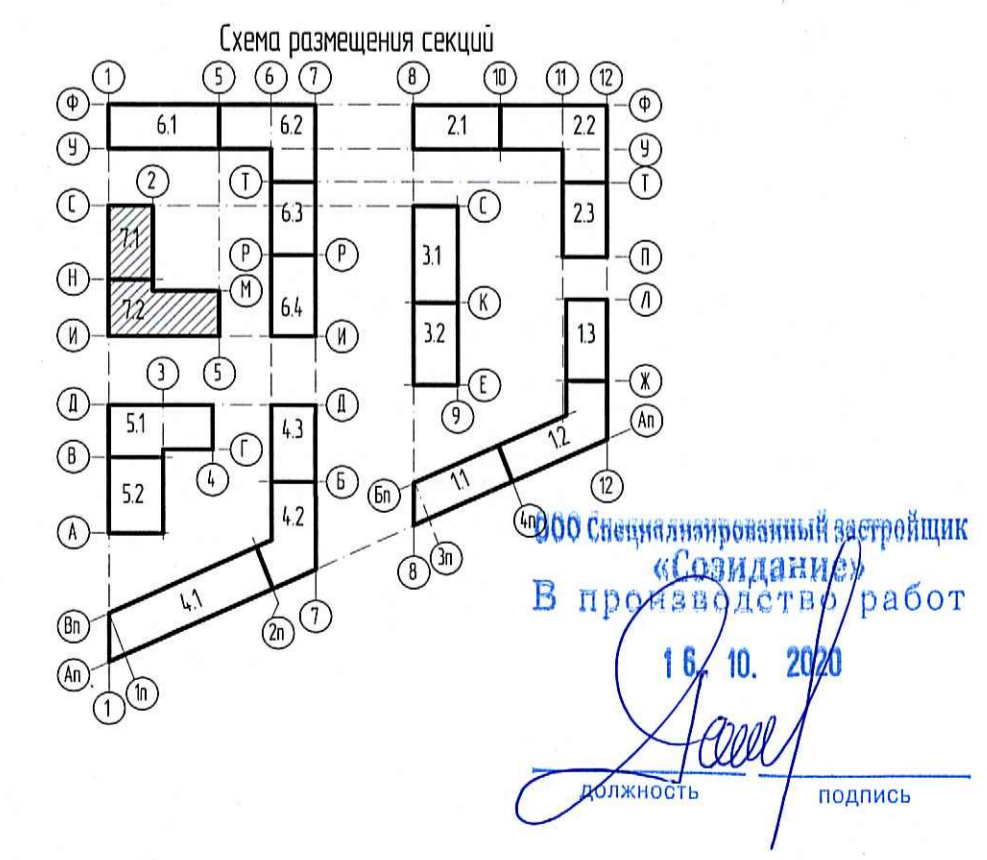 Схема размещения секций
1 5 6 7 8 10 11 12
Ф 6.1 6.2 2.1 2.2 Ф
У У
2 Т Т
С 7.1 6.3 С 2.3
Р Р 3.1 П
Н М К Л
7.2 6.4 3.2 1.3
И И
3 5 Е Ж
Д 5.1 Д 9 Ап
4.3 1.2
В Г
5.2 4 Б Бп 1.1 12
4.2 4п
А 3п
8
4.1
Вп 2п 7
Ап 1п
1
ООО Специализированный застройщик
«Созидание»
В производство работ
16. 10. 2020
должность подпись